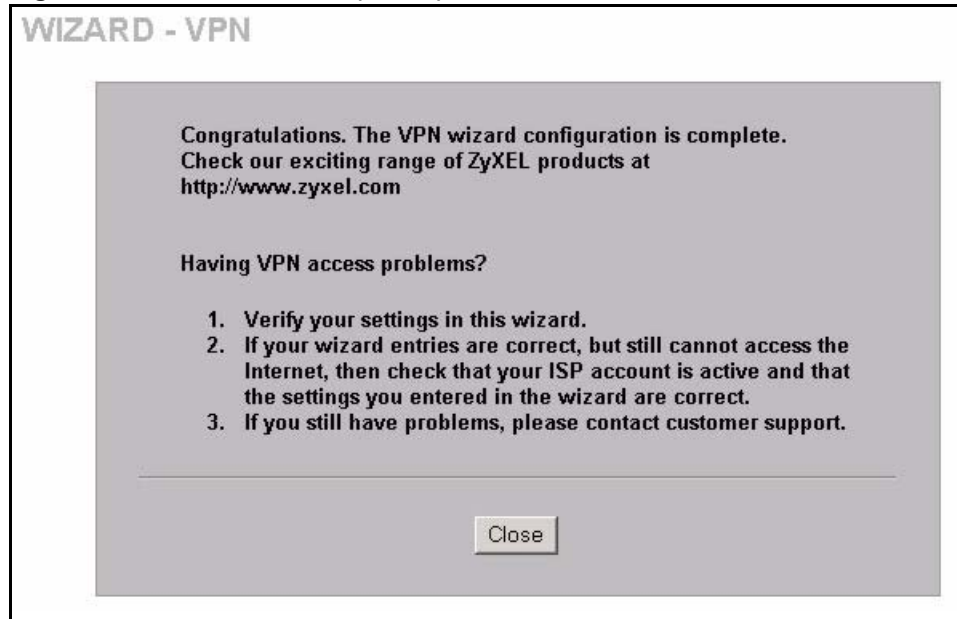 WIZARD - VPN
Congratulations. The VPN wizard configuration is complete.
Check our exciting range of ZyXEL products at
http://www.zyxel.com
Having VPN access problems?
1. Verify your settings in this wizard.
2. If your wizard entries are correct, but still cannot access the
Internet, then check that your ISP account is active and that
the settings you entered in the wizard are correct.
3. If you still have problems, please contact customer support.
Close